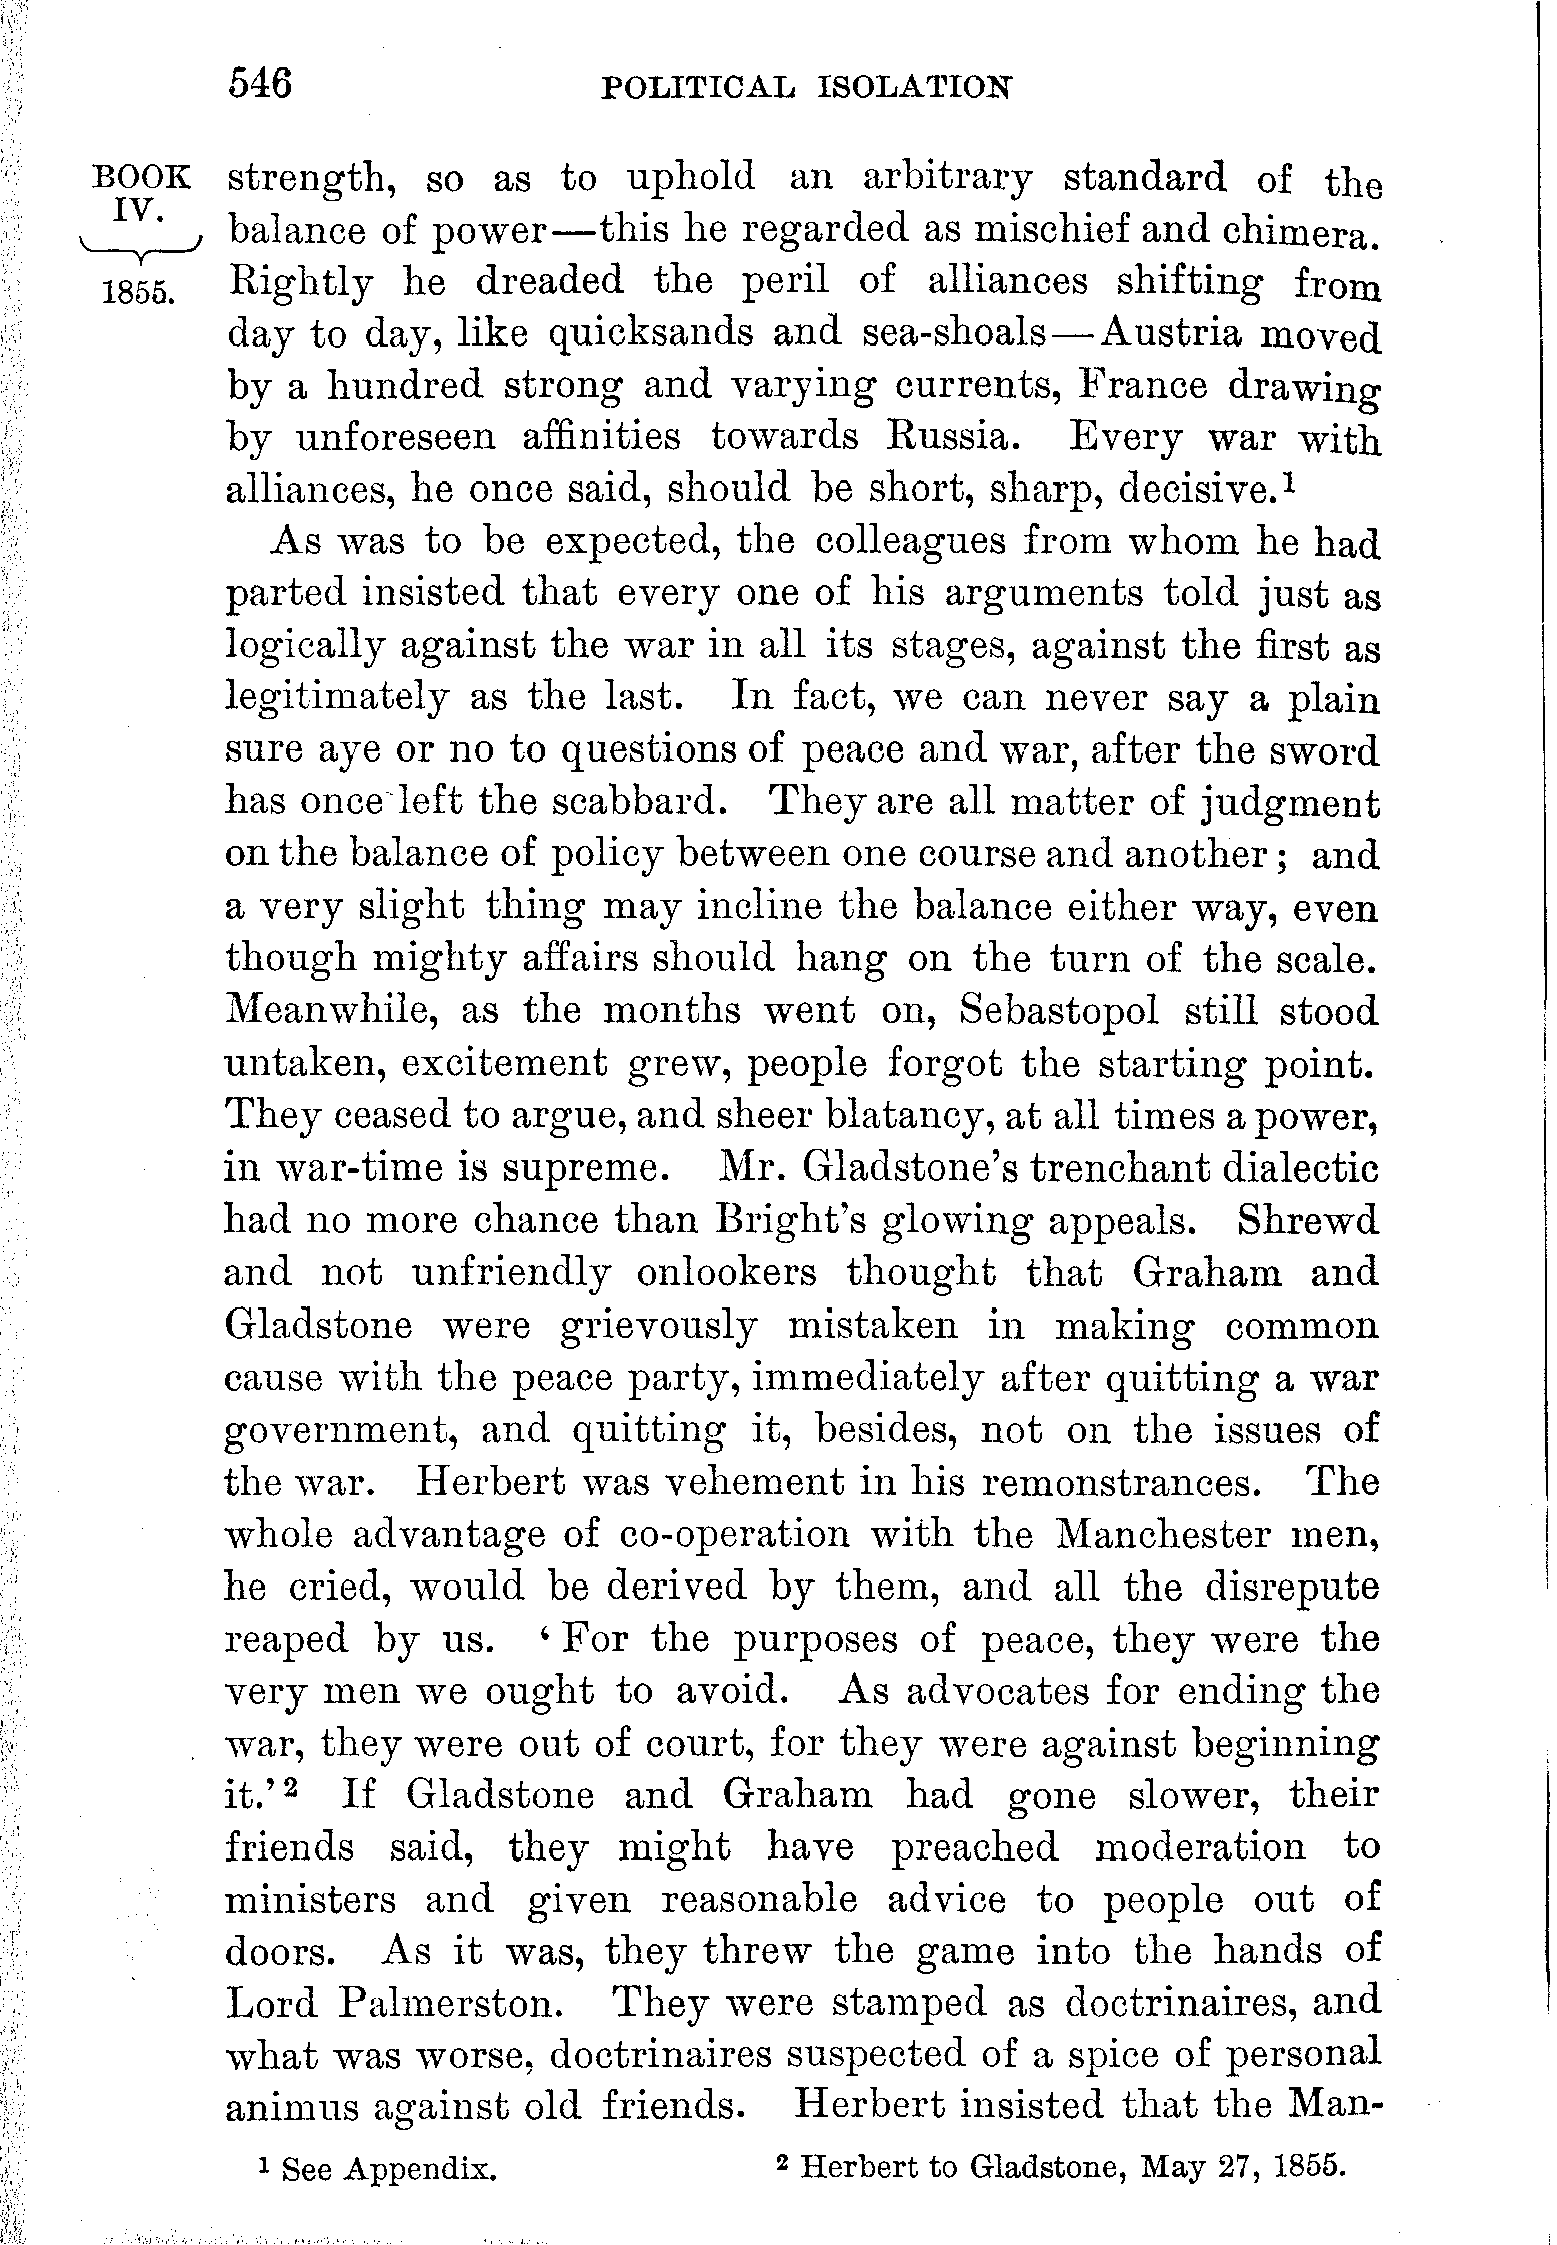 546 POLITICAL ISOLATION
BOOK
IV.
1855.
strength, so as to uphold an arbitrary standard of the
balance of power—this he regarded as mischief and chimera.
Rightly he dreaded the peril of alliances shifting from
day to day, like quicksands and sea-shoals—Austria moved
by a hundred strong and varying currents, France drawing
by unforeseen affinities towards Russia. Every war with
alliances, he once said, should be short, sharp, decisive.¹
As was to be expected, the colleagues from whom he had
parted insisted that every one of his arguments told just as
logically against the war in all its stages, against the first as
legitimately as the last. In fact, we can never say a plain
sure aye or no to questions of peace and war, after the sword
has once left the scabbard. They are all matter of judgment
on the balance of policy between one course and another; and
a very slight thing may incline the balance either way, even
though mighty affairs should hang on the turn of the scale.
Meanwhile, as the months went on, Sebastopol still stood
untaken, excitement grew, people forgot the starting point.
They ceased to argue, and sheer blatancy, at all times a power,
in war-time is supreme. Mr. Gladstone's trenchant dialectic
had no more chance than Bright's glowing appeals. Shrewd
and not unfriendly onlookers thought that Graham and
Gladstone were grievously mistaken in making common
cause with the peace party, immediately after quitting a war
government, and quitting it, besides, not on the issues of
the war. Herbert was vehement in his remonstrances. The
whole advantage of co-operation with the Manchester men,
he cried, would be derived by them, and all the disrepute
reaped by us. ‘For the purposes of peace, they were the
very men we ought to avoid. As advocates for ending the
war, they were out of court, for they were against beginning
it.’² If Gladstone and Graham had gone slower, their
friends said, they might have preached moderation to
ministers and given reasonable advice to people out of
doors. As it was, they threw the game into the hands of
Lord Palmerston. They were stamped as doctrinaires, and
what was worse, doctrinaires suspected of a spice of personal
animus against old friends. Herbert insisted that the Man-
¹ See Appendix. ² Herbert to Gladstone, May 27, 1855.